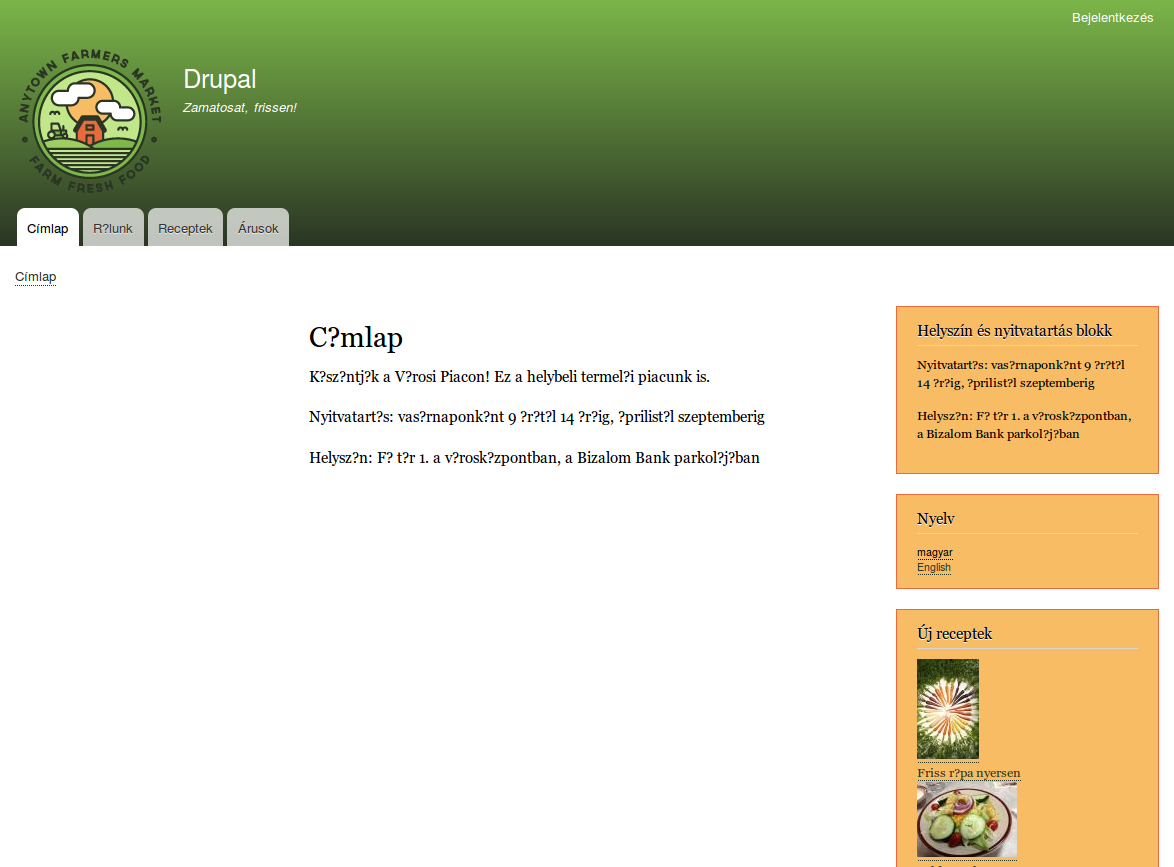 Bejelentkezés
ANYTOWN FARMERS MARKET
FARM FRESH FOOD
Drupal
Zamatosat, frissen!
Címlap
R?lunk
Receptek
Árusok
Címlap
C?mlap
K?sz?ntj?k a V?rosi Piacon! Ez a helybeli termel?i piacunk is.
Nyitvatart?s: vas?rnaponk?nt 9 ?r?t?l 14 ?r?ig, ?prilist?l szeptemberig
Helysz?n: F? t?r 1. a v?rosk?zpontban, a Bizalom Bank parkol?j?ban
Helyszín és nyitvatartás blokk
Nyitvatart?s: vas?rnaponk?nt 9 ?r?t?l
14 ?r?ig, ?prilist?l szeptemberig
Helysz?n: F? t?r 1. a v?rosk?zpontban,
a Bizalom Bank parkol?j?ban
Nyelv
magyar
English
Új receptek
Friss r?pa nyersen